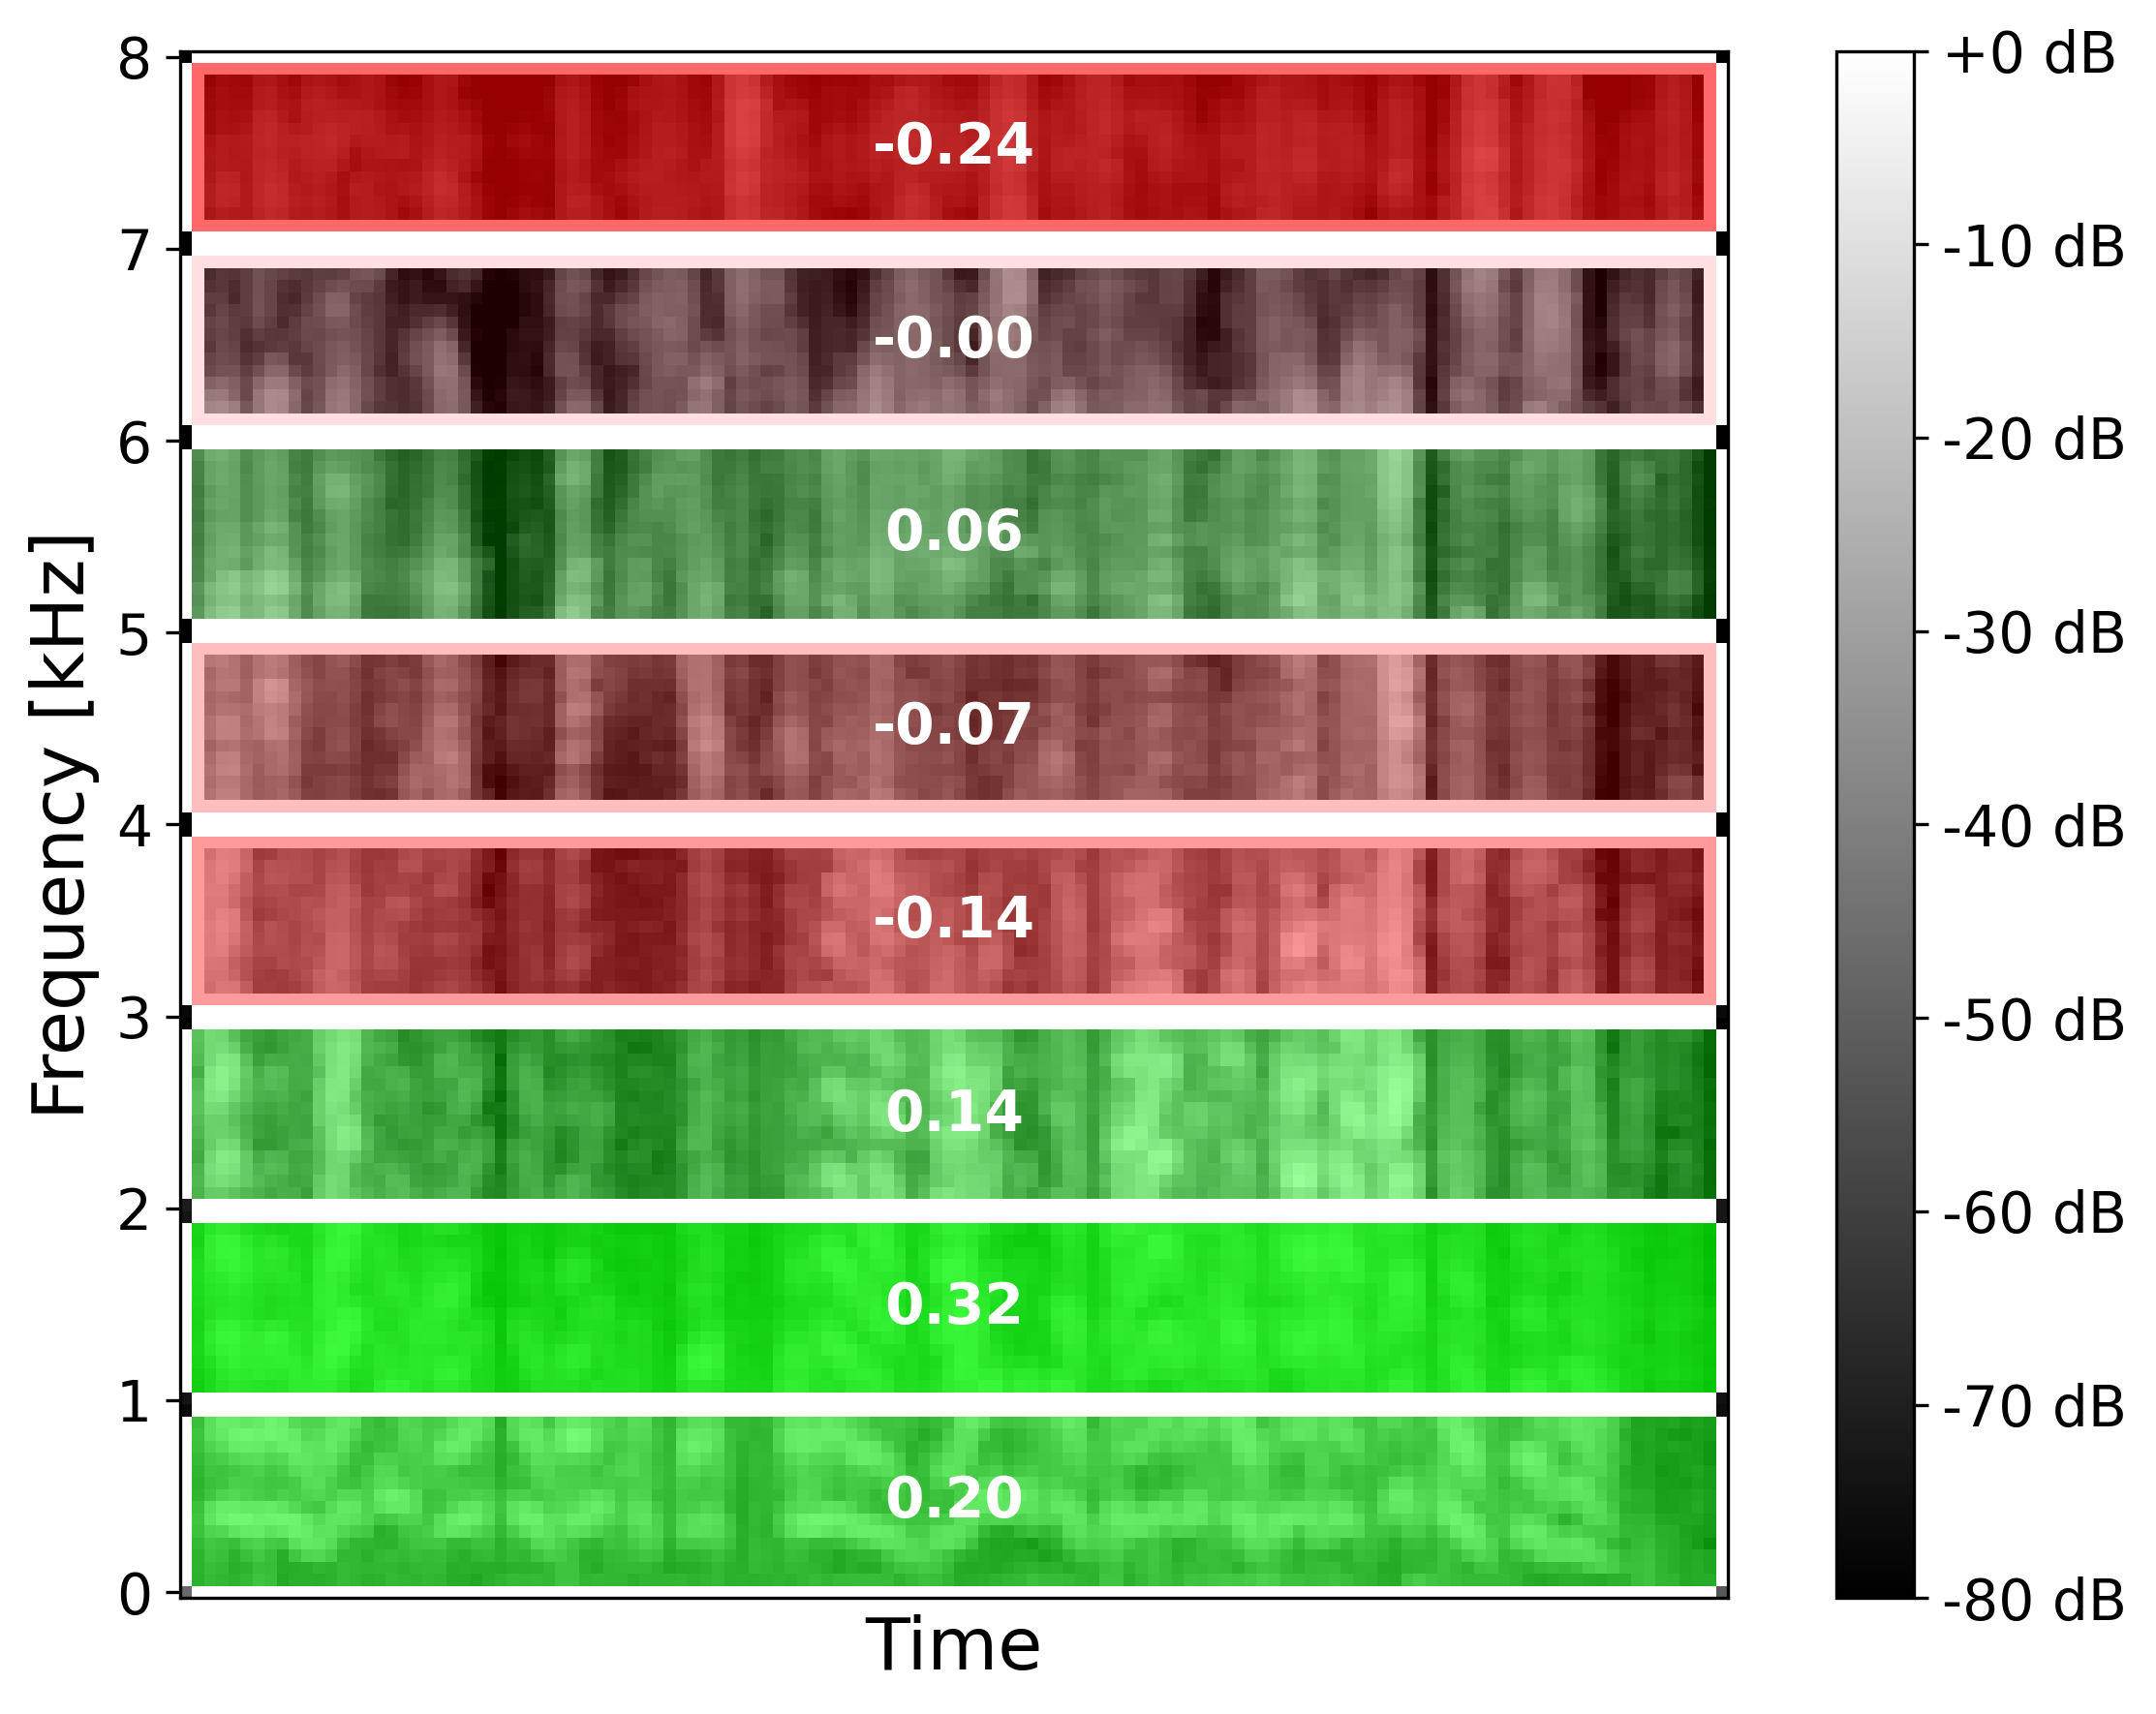 8
7
6
5
4
3
2
1
0
Frequency [kHz]
Time
-0.24
-0.00
0.06
-0.07
-0.14
0.14
0.32
0.20
+0 dB
-10 dB
-20 dB
-30 dB
-40 dB
-50 dB
-60 dB
-70 dB
-80 dB